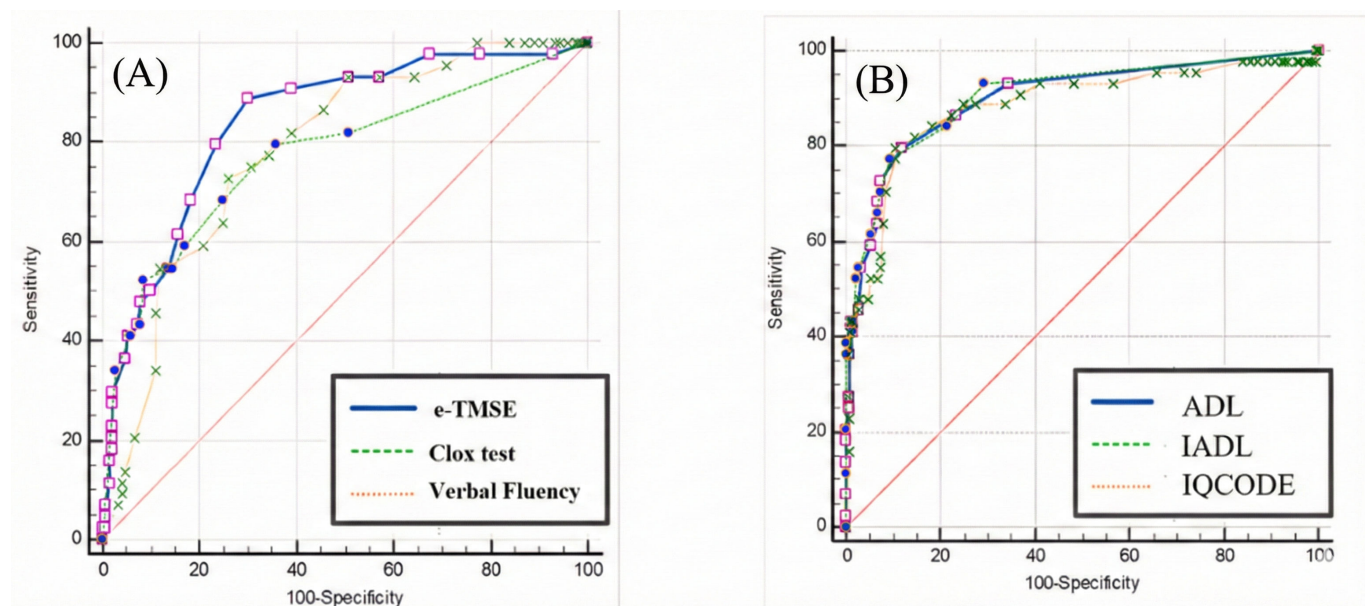 (A)
100
80
60
40
20
0
Sensitivity
0 20 40 60 80 100
100-Specificity
e-TMSE
Clox test
Verbal Fluency
(B)
100
80
60
40
20
0
Sensitivity
0 20 40 60 80 100
100-Specificity
ADL
IADL
IQCODE